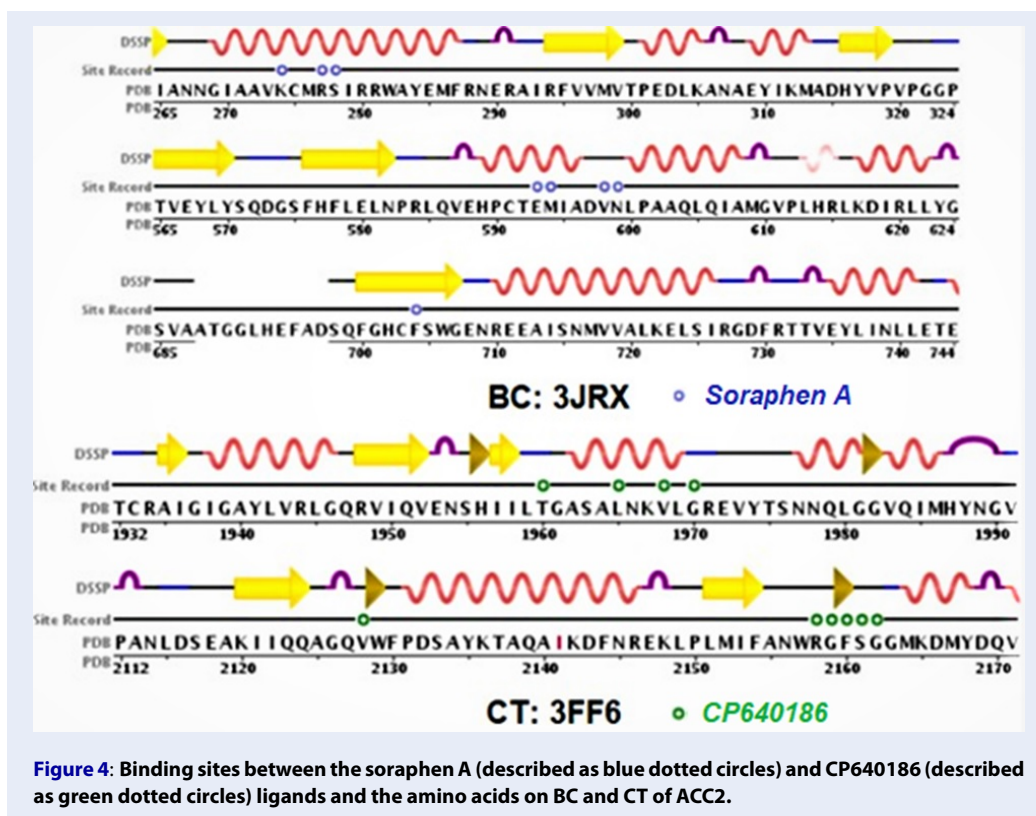 DSSP
Site Record
PDB IANNGIAAVKCMRSIRRWAYEMFRNERAIRFVVMVTPEDLKANAEYIKMADHYVPVPGGP
PDB 265 270 280 290 300 310 320 324
DSSP
Site Record
PDB TVEYLYSQDGSFHFLELNPRLQVEHPCTEMIADVNLPAAQLQIAMGVPLHRLKDIRLLYG
PDB 565 570 580 590 600 610 620 624
DSSP
Site Record
PDB SVAATGGLHEFADSQFGHCFSWGENREEAISNMVVALKELSIRGDFRTTVEYLINLLETE
PDB 685 700 710 720 730 740 744
BC: 3JRX Soraphen A
DSSP
Site Record
PDB TCRAIGIGAYLVRLGQRVIQVENSHIILTGASALNKVLGREVYTSNNQLGGVQIMHYNGV
PDB 1932 1940 1950 1960 1970 1980 1990
DSSP
Site Record
PDB PANLDSEAKIIQQAGQVWFPDSAYKTAQAIKDFNREKLPLMIFANWRGFSGGMKDMYDQV
PDB 2112 2120 2130 2140 2150 2160 2170
CT: 3FF6 CP640186
Figure 4: Binding sites between the soraphen A (described as blue dotted circles) and CP640186 (described
as green dotted circles) ligands and the amino acids on BC and CT of ACC2.